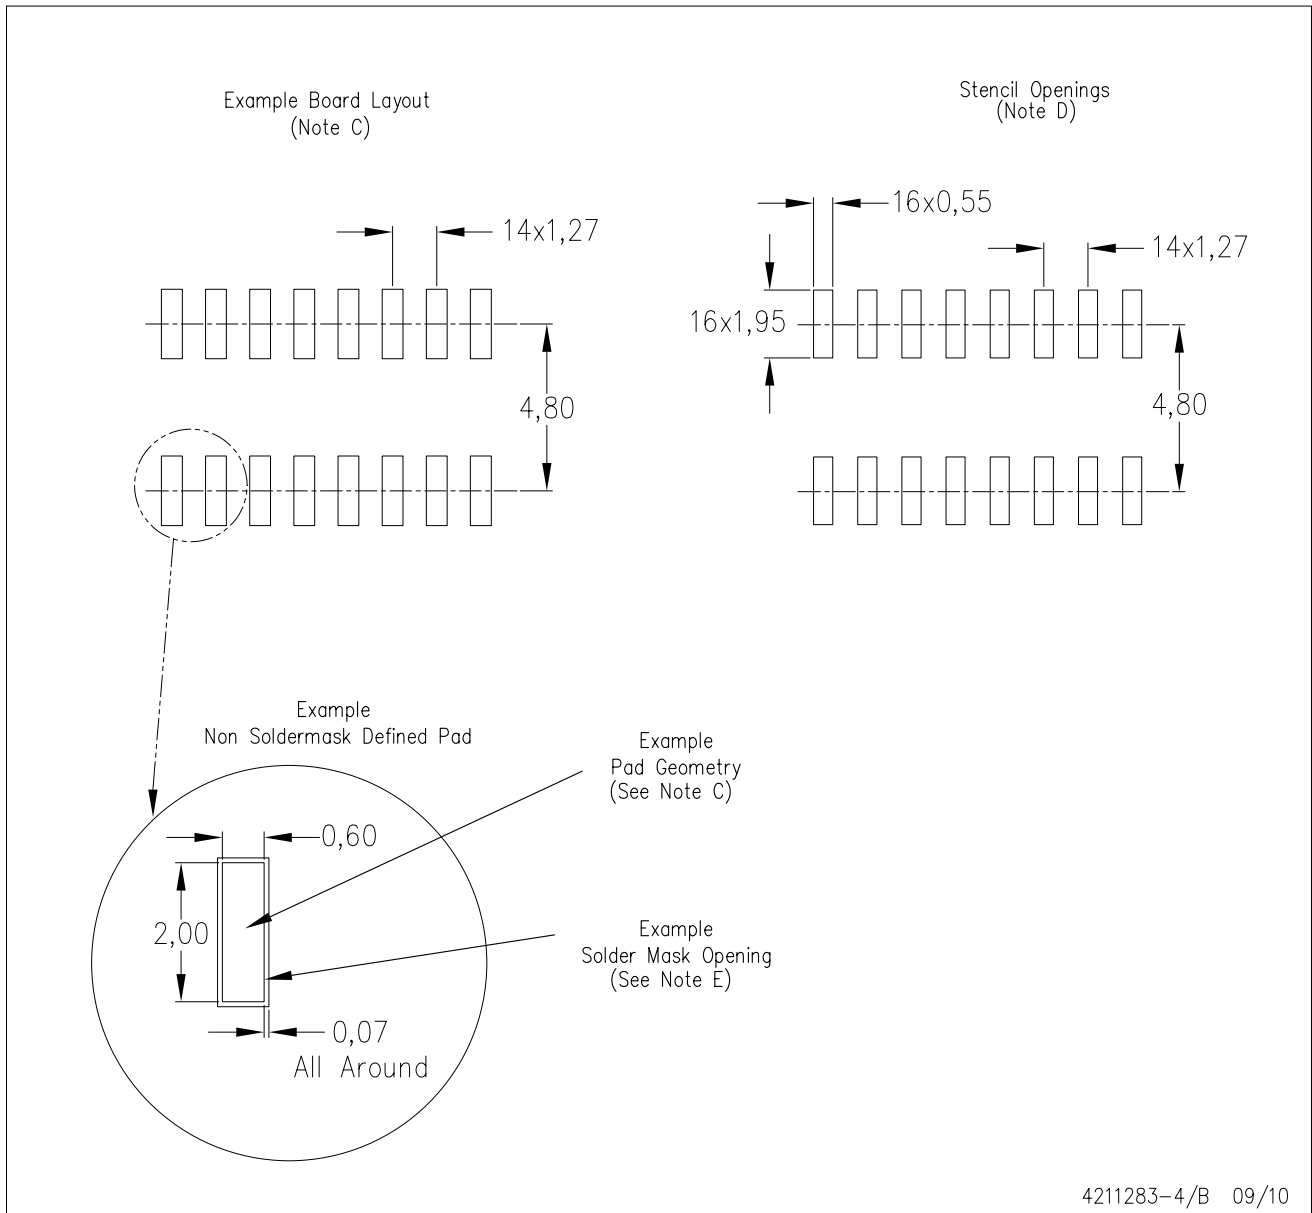 Example Board Layout
(Note C)
Stencil Openings
(Note D)
14x1,27
4,80
16x0,55
14x1,27
16x1,95
4,80
Example
Non Soldermask Defined Pad
Example
Pad Geometry
(See Note C)
0,60
2,00
Example
Solder Mask Opening
(See Note E)
0,07
All Around
4211283-4/B 09/10